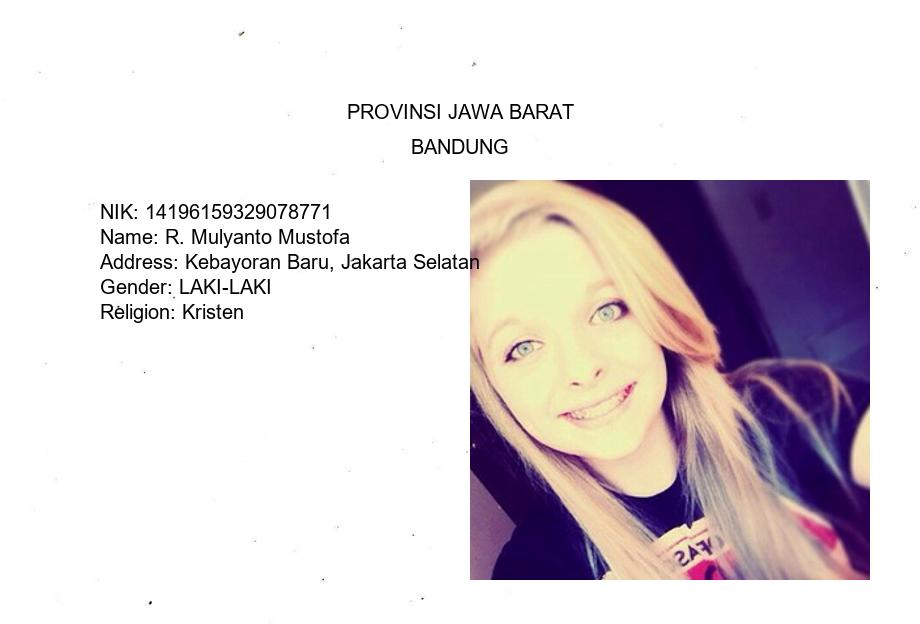 PROVINSI JAWA BARAT
BANDUNG
NIK: 14196159329078771
Name: R. Mulyanto Mustofa
Address: Kebayoran Baru, Jakarta Selatan
Gender: LAKI-LAKI
Religion: Kristen